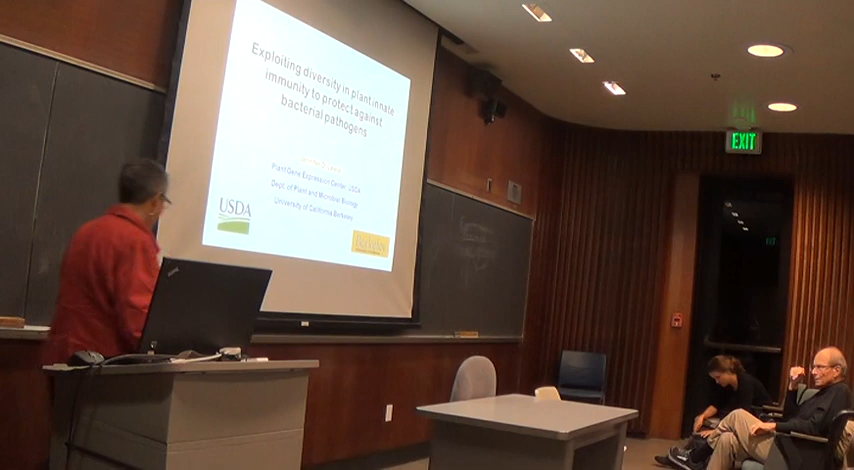 Exploiting diversity in plant innate
immunity to protect against
bacterial pathogens
Plant Gene Expression Center, USDA
Dept. of Plant and Microbial Biology
University of California Berkeley
USDA
Berkeley
EXIT